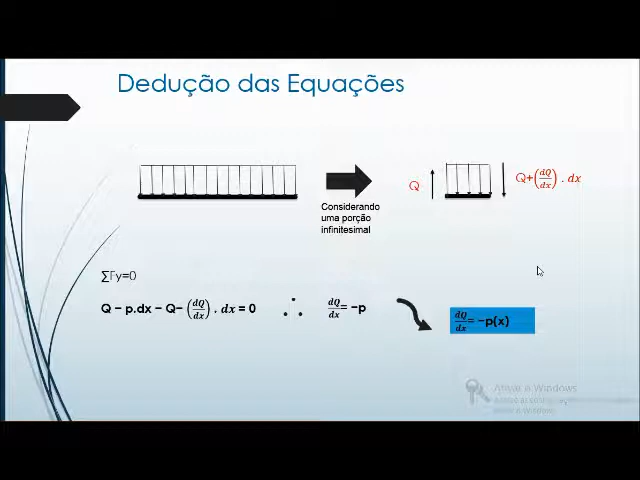 Dedução das Equações
Q
Q+(dQ/dx) . dx
Considerando
uma porção
infinitesimal
∑Fy=0
Q – p.dx – Q– (dQ/dx) . dx = 0 ∴ dQ/dx= –p
dQ/dx= –p(x)
Ativar o Windows